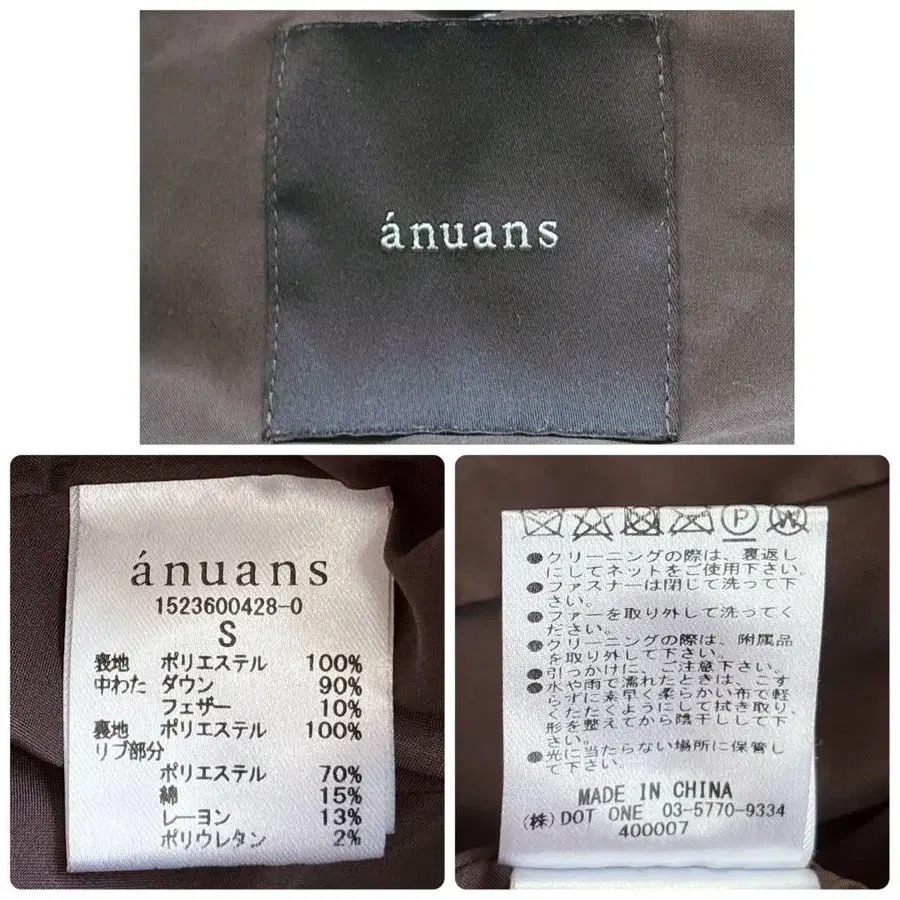 ánuans
ánuans
1523600428-0
S
表地 ポリエステル 100%
中わた ダウン 90%
フェザー 10%
裏地 ポリエステル 100%
リブ部分
ポリエステル 70%
綿 15%
レーヨン 13%
ポリウレタン 2%
P W
●クリーニングの際は、裏返し
にしてネットをご使用下さい。
●ファスナーは閉じて洗って下
さい。
●ファーを取り外して洗ってく
ださい。
●クリーニングの際は、附属品
を取り外して下さい。
●引っかけに、ご注意下さい。
●水や雨で濡れたときは、こす
らずに素早く柔らかい布で軽
くたたくようにして拭き取り、
形を整えてから陰干しして下
さい。
●光に当たらない場所に保管し
て下さい。
MADE IN CHINA
(株) DOT ONE 03-5770-9334
400007